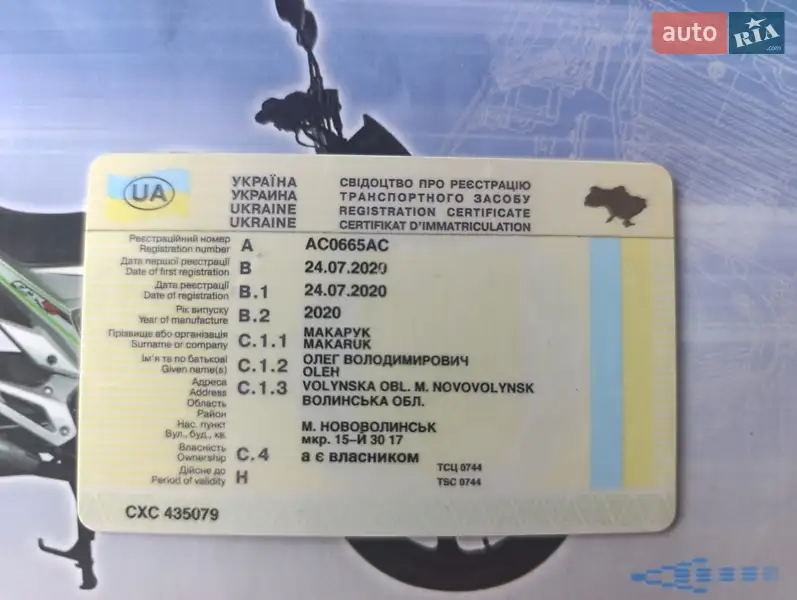 auto RIA .com
UA
УКРАЇНА СВІДОЦТВО ПРО РЕЄСТРАЦІЮ
УКРАИНА ТРАНСПОРТНОГО ЗАСОБУ
UKRAINE REGISTRATION CERTIFICATE
UKRAINE CERTIFIKAT D'IMMATRICULATION
Реєстраційний номер
Registration number A AC0665AC
Дата першої реєстрації
Date of first registration B 24.07.2020
Дата реєстрації
Date of registration B.1 24.07.2020
Рік випуску
Year of manufacture B.2 2020
Прізвище або організація МАКАРУК
Surname or company C.1.1 MAKARUK
Ім'я та по батькові ОЛЕГ ВОЛОДИМИРОВИЧ
Given name(s) C.1.2 OLEH
Адреса VOLYNSKA OBL. M. NOVOVOLYNSK
Address C.1.3
Область ВОЛИНСЬКА ОБЛ.
Район
Нас. пункт М. НОВОВОЛИНСЬК
Вул., буд., кв. мкр. 15-Й 30 17
Власність
Ownership C.4 а є власником
Дійсне до ТСЦ 0744
Period of validity H TSC 0744
СХС 435079